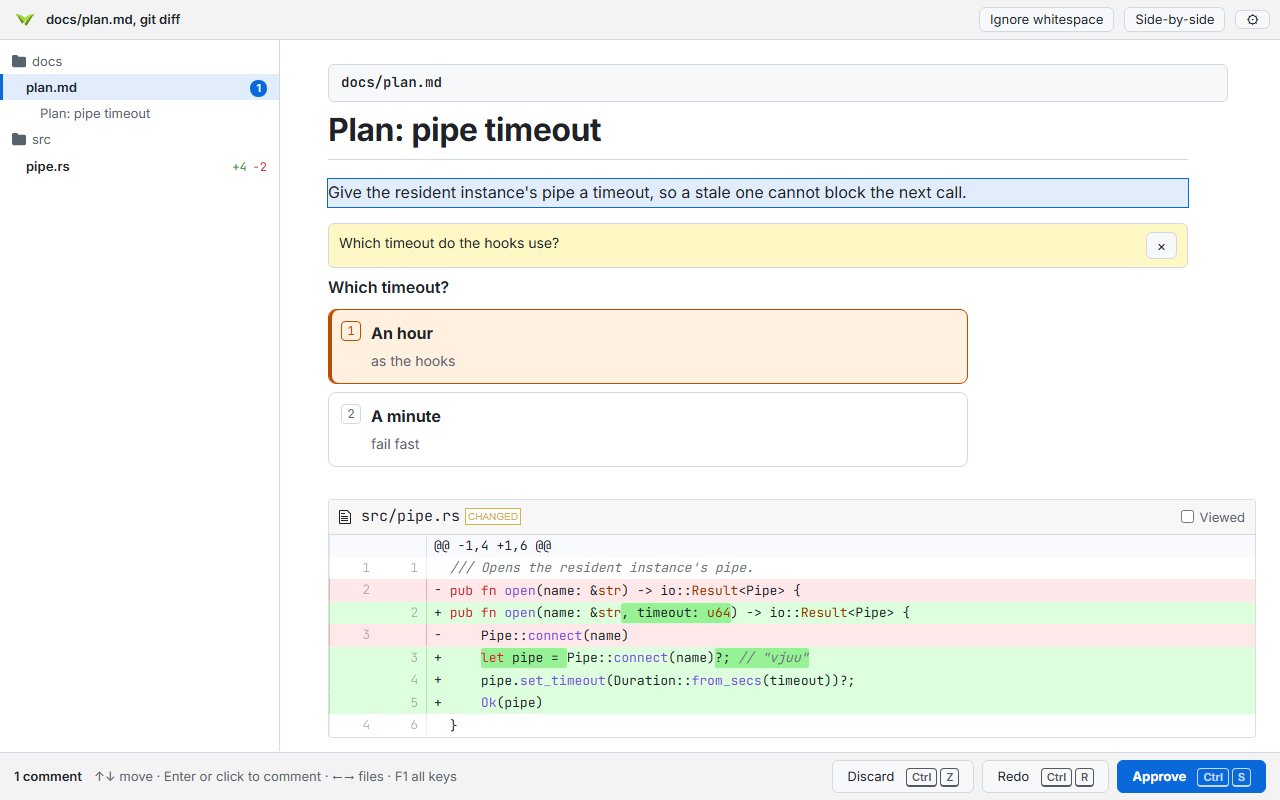 docs/plan.md, git diff
Ignore whitespace
Side-by-side
docs
plan.md 1
Plan: pipe timeout
src
pipe.rs +4 -2
docs/plan.md
Plan: pipe timeout
Give the resident instance's pipe a timeout, so a stale one cannot block the next call.
Which timeout do the hooks use? ×
Which timeout?
1 An hour
as the hooks
2 A minute
fail fast
src/pipe.rs CHANGED Viewed
@@ -1,4 +1,6 @@
1 1 /// Opens the resident instance's pipe.
2 - pub fn open(name: &str) -> io::Result<Pipe> {
2 + pub fn open(name: &str, timeout: u64) -> io::Result<Pipe> {
3 - Pipe::connect(name)
3 + let pipe = Pipe::connect(name)?; // "vjuu"
4 + pipe.set_timeout(Duration::from_secs(timeout))?;
5 + Ok(pipe)
4 6 }
1 comment ↑↓ move · Enter or click to comment · ←→ files · F1 all keys
Discard Ctrl Z
Redo Ctrl R
Approve Ctrl S